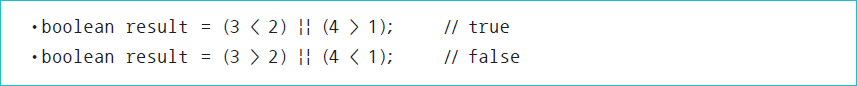 •boolean result = (3 < 2) || (4 > 1);     // true
•boolean result = (3 > 2) || (4 < 1);     // false